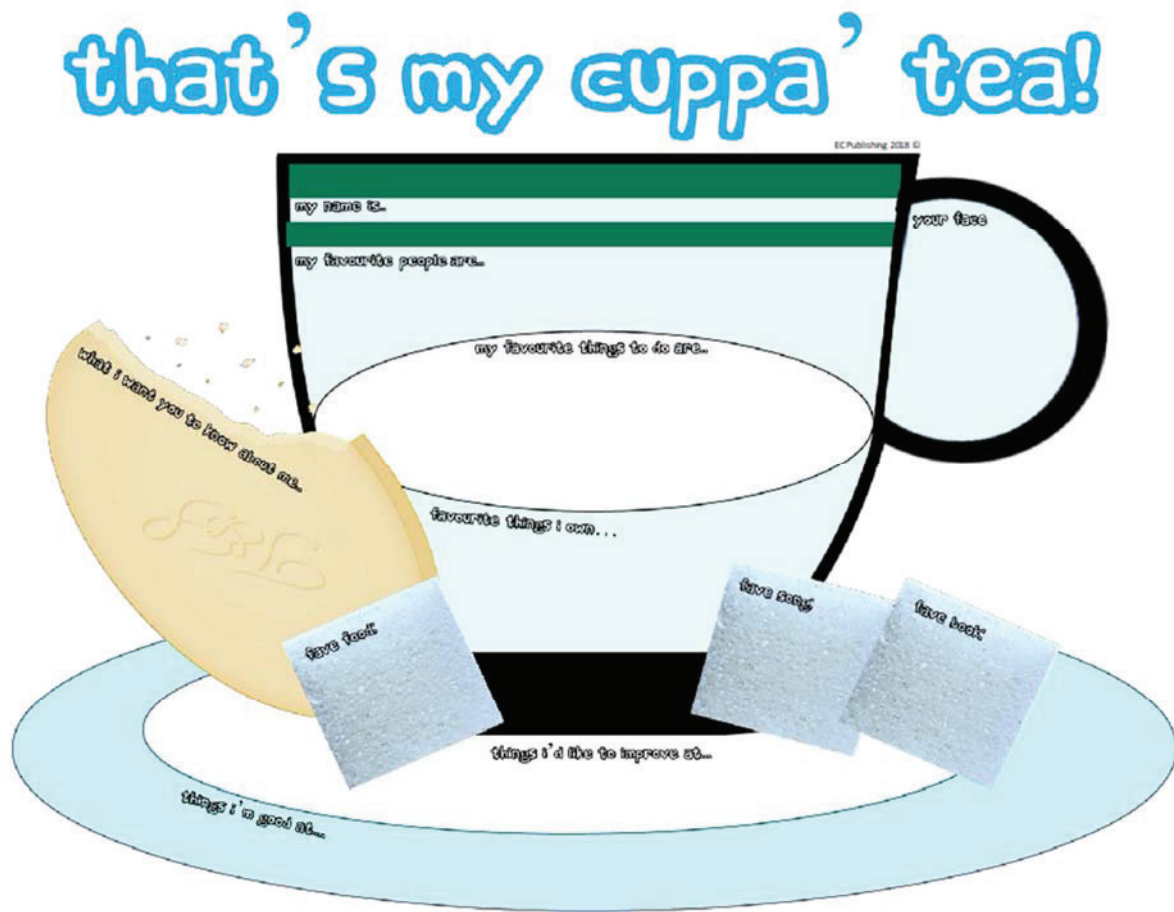 that's my cuppa' tea!
EC Publishing 2018 ©
my name is..
your face
my favourite people are..
my favourite things to do are..
what i want you to know about me..
favourite things i own...
fave food:
fave song:
fave book:
things i'd like to improve at...
things i'm good at...